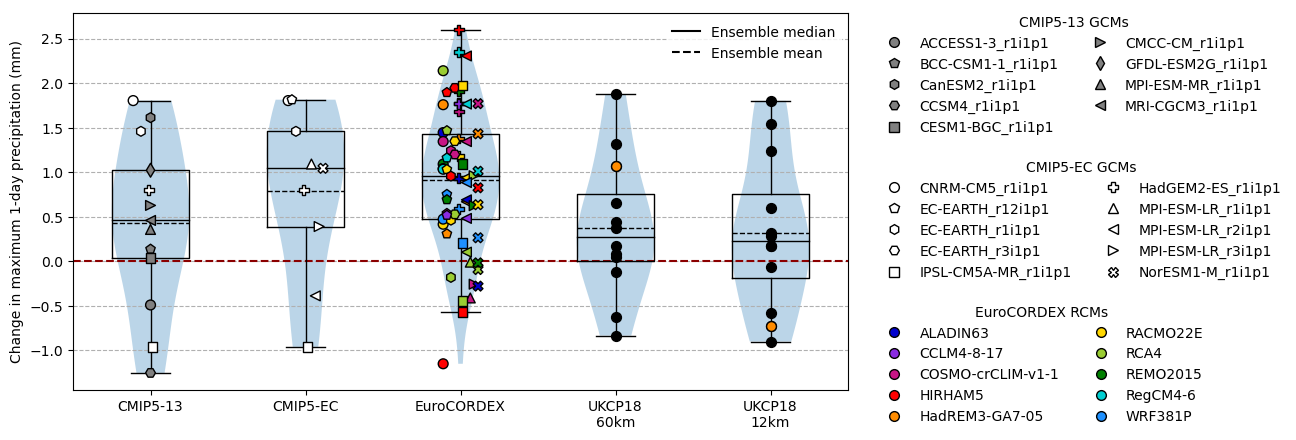 Change in maximum 1-day precipitation (mm)
2.5
2.0
1.5
1.0
0.5
0.0
−0.5
−1.0
CMIP5-13
CMIP5-EC
EuroCORDEX
UKCP18
60km
UKCP18
12km
Ensemble median
Ensemble mean
CMIP5-13 GCMs
ACCESS1-3_r1i1p1
BCC-CSM1-1_r1i1p1
CanESM2_r1i1p1
CCSM4_r1i1p1
CESM1-BGC_r1i1p1
CMCC-CM_r1i1p1
GFDL-ESM2G_r1i1p1
MPI-ESM-MR_r1i1p1
MRI-CGCM3_r1i1p1
CMIP5-EC GCMs
CNRM-CM5_r1i1p1
EC-EARTH_r12i1p1
EC-EARTH_r1i1p1
EC-EARTH_r3i1p1
IPSL-CM5A-MR_r1i1p1
HadGEM2-ES_r1i1p1
MPI-ESM-LR_r1i1p1
MPI-ESM-LR_r2i1p1
MPI-ESM-LR_r3i1p1
NorESM1-M_r1i1p1
EuroCORDEX RCMs
ALADIN63
CCLM4-8-17
COSMO-crCLIM-v1-1
HIRHAM5
HadREM3-GA7-05
RACMO22E
RCA4
REMO2015
RegCM4-6
WRF381P